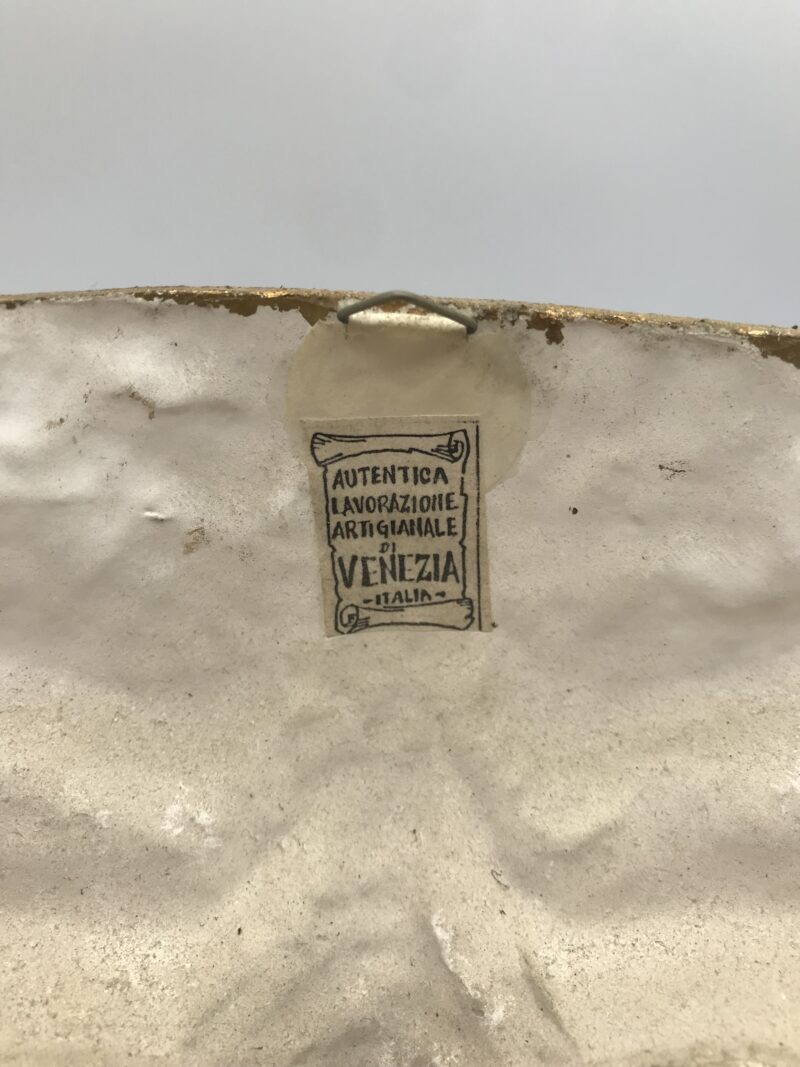 AUTENTICA
LAVORAZIONE
ARTIGIANALE
DI
VENEZIA
-ITALIA-